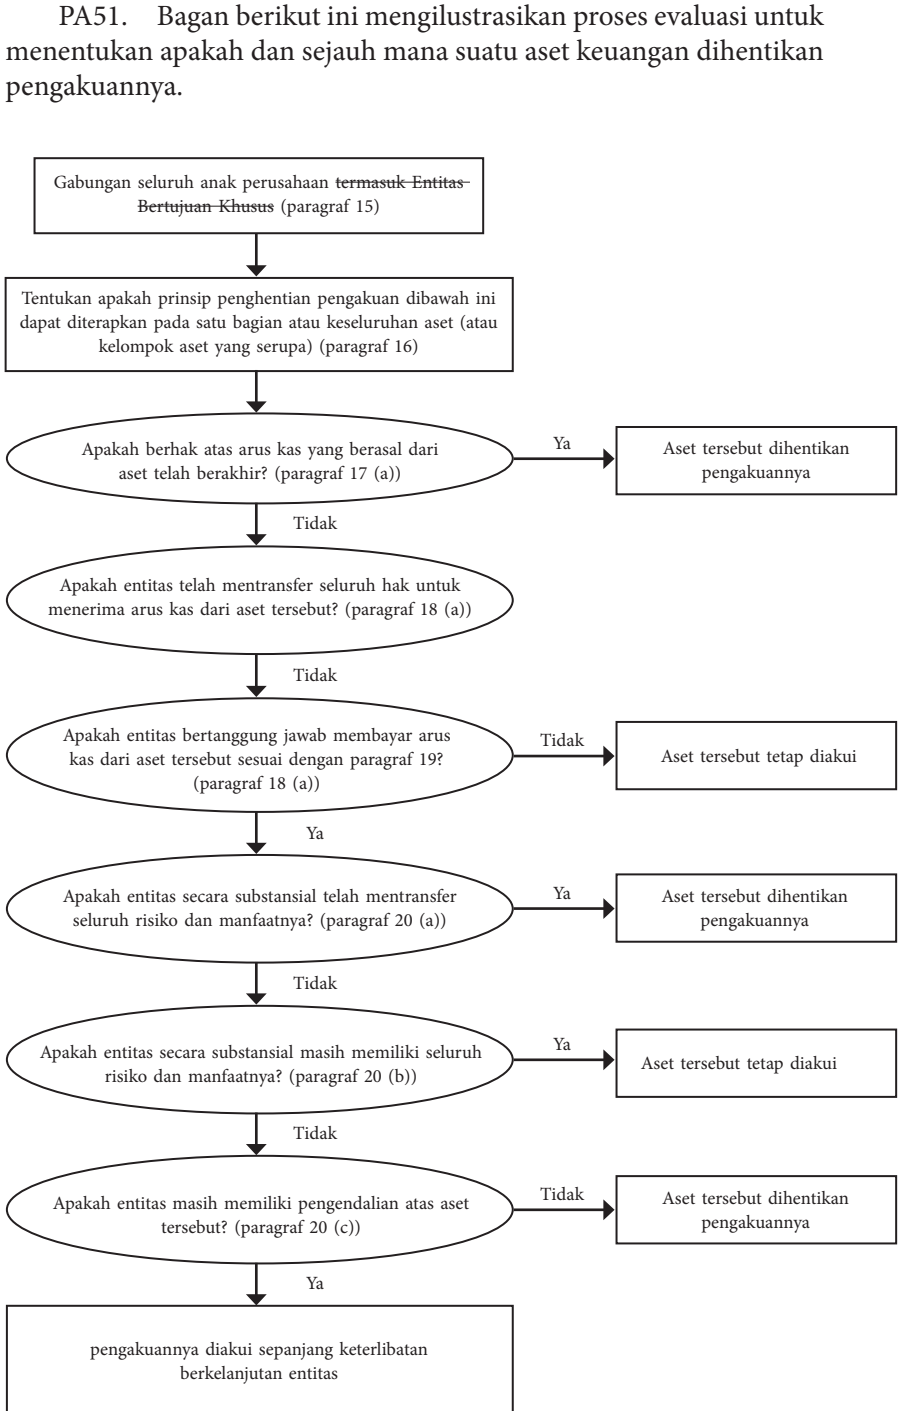 PA51. Bagan berikut ini mengilustrasikan proses evaluasi untuk
menentukan apakah dan sejauh mana suatu aset keuangan dihentikan
pengakuannya.
Gabungan seluruh anak perusahaan termasuk Entitas
Bertujuan Khusus (paragraf 15)
Tentukan apakah prinsip penghentian pengakuan dibawah ini
dapat diterapkan pada satu bagian atau keseluruhan aset (atau
kelompok aset yang serupa) (paragraf 16)
Apakah berhak atas arus kas yang berasal dari
aset telah berakhir? (paragraf 17 (a))
Ya
Aset tersebut dihentikan
pengakuannya
Tidak
Apakah entitas telah mentransfer seluruh hak untuk
menerima arus kas dari aset tersebut? (paragraf 18 (a))
Tidak
Apakah entitas bertanggung jawab membayar arus
kas dari aset tersebut sesuai dengan paragraf 19?
(paragraf 18 (a))
Tidak
Aset tersebut tetap diakui
Ya
Apakah entitas secara substansial telah mentransfer
seluruh risiko dan manfaatnya? (paragraf 20 (a))
Ya
Aset tersebut dihentikan
pengakuannya
Tidak
Apakah entitas secara substansial masih memiliki seluruh
risiko dan manfaatnya? (paragraf 20 (b))
Ya
Aset tersebut tetap diakui
Tidak
Apakah entitas masih memiliki pengendalian atas aset
tersebut? (paragraf 20 (c))
Tidak
Aset tersebut dihentikan
pengakuannya
Ya
pengakuannya diakui sepanjang keterlibatan
berkelanjutan entitas